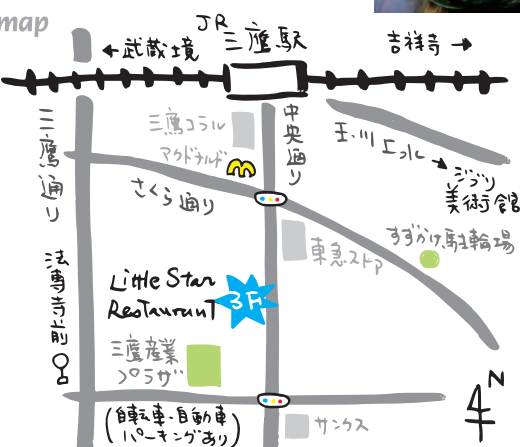 map
JR
三鷹駅
←武蔵境
吉祥寺→
三鷹通り
三鷹コラル
マクドナルド
中央通り
玉川上水
ジブリ
美術館
さくら通り
すずかけ駐輪場
東急ストア
法専寺前
Little Star
Restaurant
3F
三鷹産業
プラザ
(自転車・自動車
パーキングあり)
サンクス
N